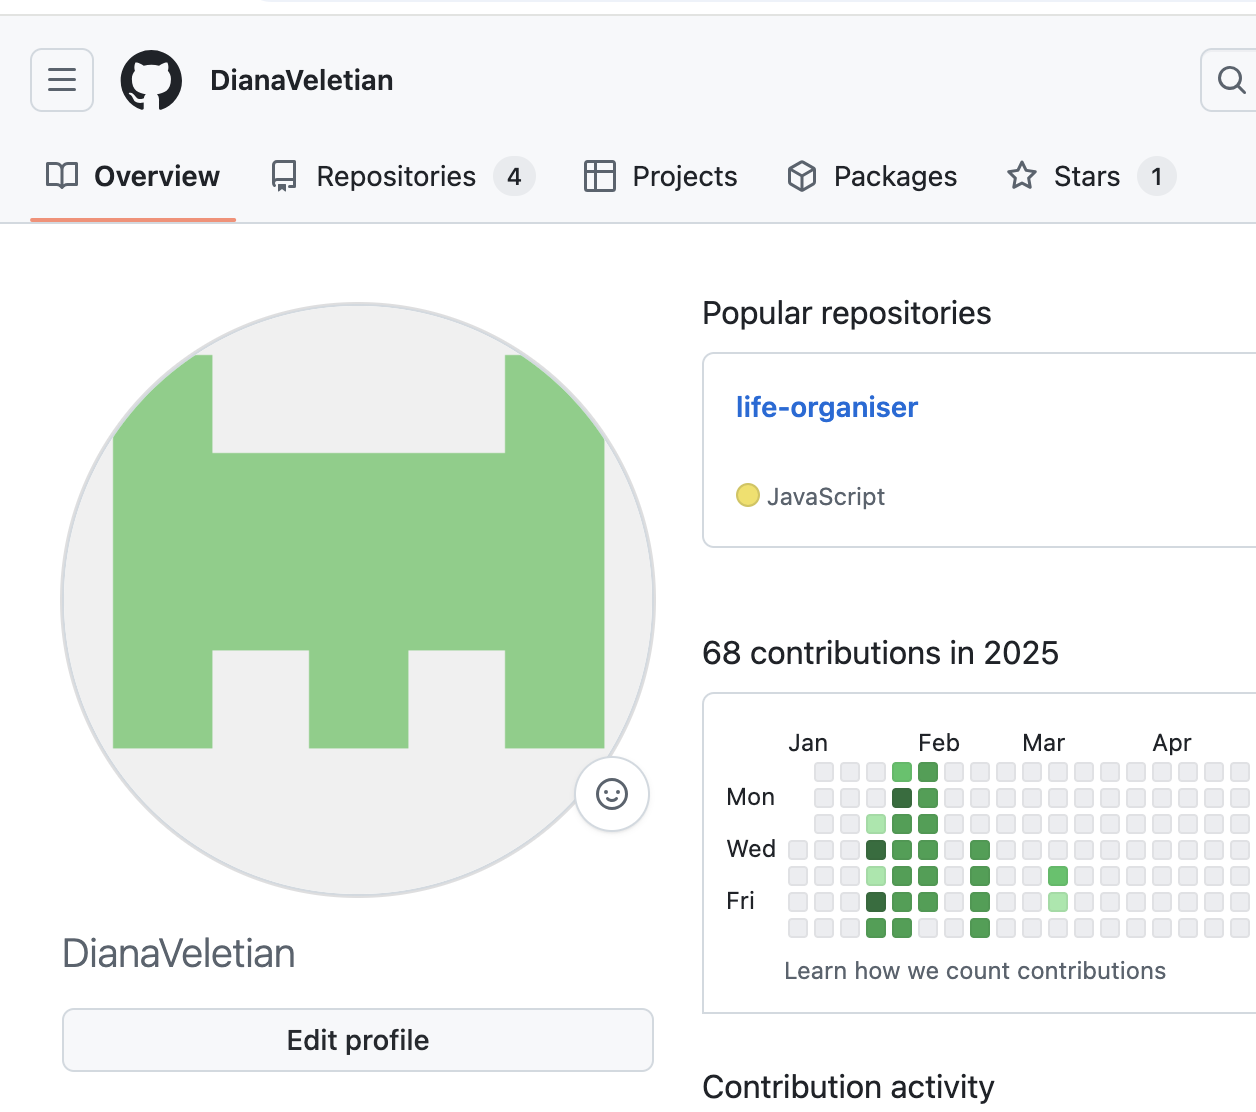 DianaVeletian
Overview Repositories 4 Projects Packages Stars 1
Popular repositories
life-organiser
JavaScript
68 contributions in 2025
Jan Feb Mar Apr
Mon
Wed
Fri
Learn how we count contributions
DianaVeletian
Edit profile
Contribution activity